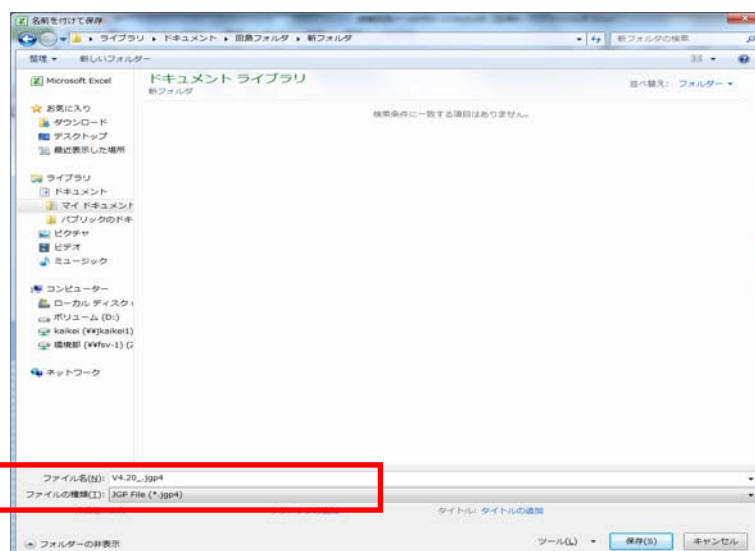 名前を付けて保存
ライブラリ ▸ ドキュメント ▸ 田島フォルダ ▸ 新フォルダ
新フォルダの検索
整理 新しいフォルダー
Microsoft Excel
ドキュメント ライブラリ
新フォルダ
並べ替え: フォルダー
検索条件に一致する項目はありません。
お気に入り
ダウンロード
デスクトップ
最近表示した場所
ライブラリ
ドキュメント
マイ ドキュメント
パブリックのドキ
ピクチャ
ビデオ
ミュージック
コンピューター
ローカル ディスク (
ボリューム (D:)
kaikei (¥¥jkaikei1)
環境部 (¥¥fsv-1) (Z
ネットワーク
ファイル名(N): V4.20_.jgp4
ファイルの種類(T): JGP File (*.jgp4)
タイトル: タイトルの追加
フォルダーの非表示
ツール(L) 保存(S) キャンセル